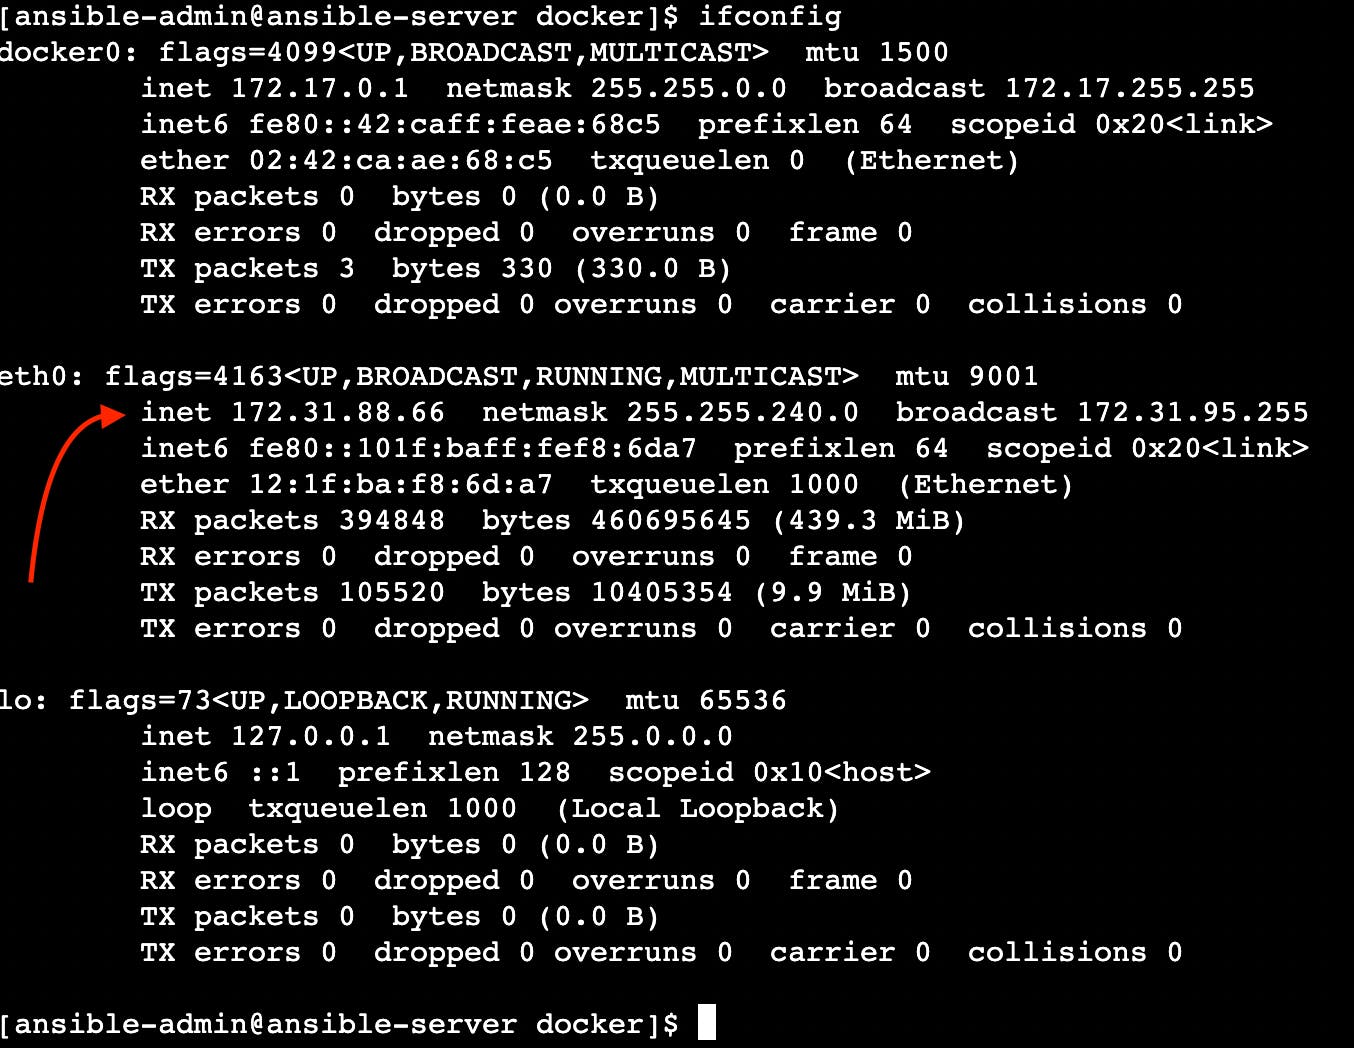 [ansible-admin@ansible-server docker]$ ifconfig
docker0: flags=4099<UP,BROADCAST,MULTICAST>  mtu 1500
        inet 172.17.0.1  netmask 255.255.0.0  broadcast 172.17.255.255
        inet6 fe80::42:caff:feae:68c5  prefixlen 64  scopeid 0x20<link>
        ether 02:42:ca:ae:68:c5  txqueuelen 0  (Ethernet)
        RX packets 0  bytes 0 (0.0 B)
        RX errors 0  dropped 0  overruns 0  frame 0
        TX packets 3  bytes 330 (330.0 B)
        TX errors 0  dropped 0 overruns 0  carrier 0  collisions 0

eth0: flags=4163<UP,BROADCAST,RUNNING,MULTICAST>  mtu 9001
        inet 172.31.88.66  netmask 255.255.240.0  broadcast 172.31.95.255
        inet6 fe80::101f:baff:fef8:6da7  prefixlen 64  scopeid 0x20<link>
        ether 12:1f:ba:f8:6d:a7  txqueuelen 1000  (Ethernet)
        RX packets 394848  bytes 460695645 (439.3 MiB)
        RX errors 0  dropped 0  overruns 0  frame 0
        TX packets 105520  bytes 10405354 (9.9 MiB)
        TX errors 0  dropped 0 overruns 0  carrier 0  collisions 0

lo: flags=73<UP,LOOPBACK,RUNNING>  mtu 65536
        inet 127.0.0.1  netmask 255.0.0.0
        inet6 ::1  prefixlen 128  scopeid 0x10<host>
        loop  txqueuelen 1000  (Local Loopback)
        RX packets 0  bytes 0 (0.0 B)
        RX errors 0  dropped 0  overruns 0  frame 0
        TX packets 0  bytes 0 (0.0 B)
        TX errors 0  dropped 0 overruns 0  carrier 0  collisions 0

[ansible-admin@ansible-server docker]$